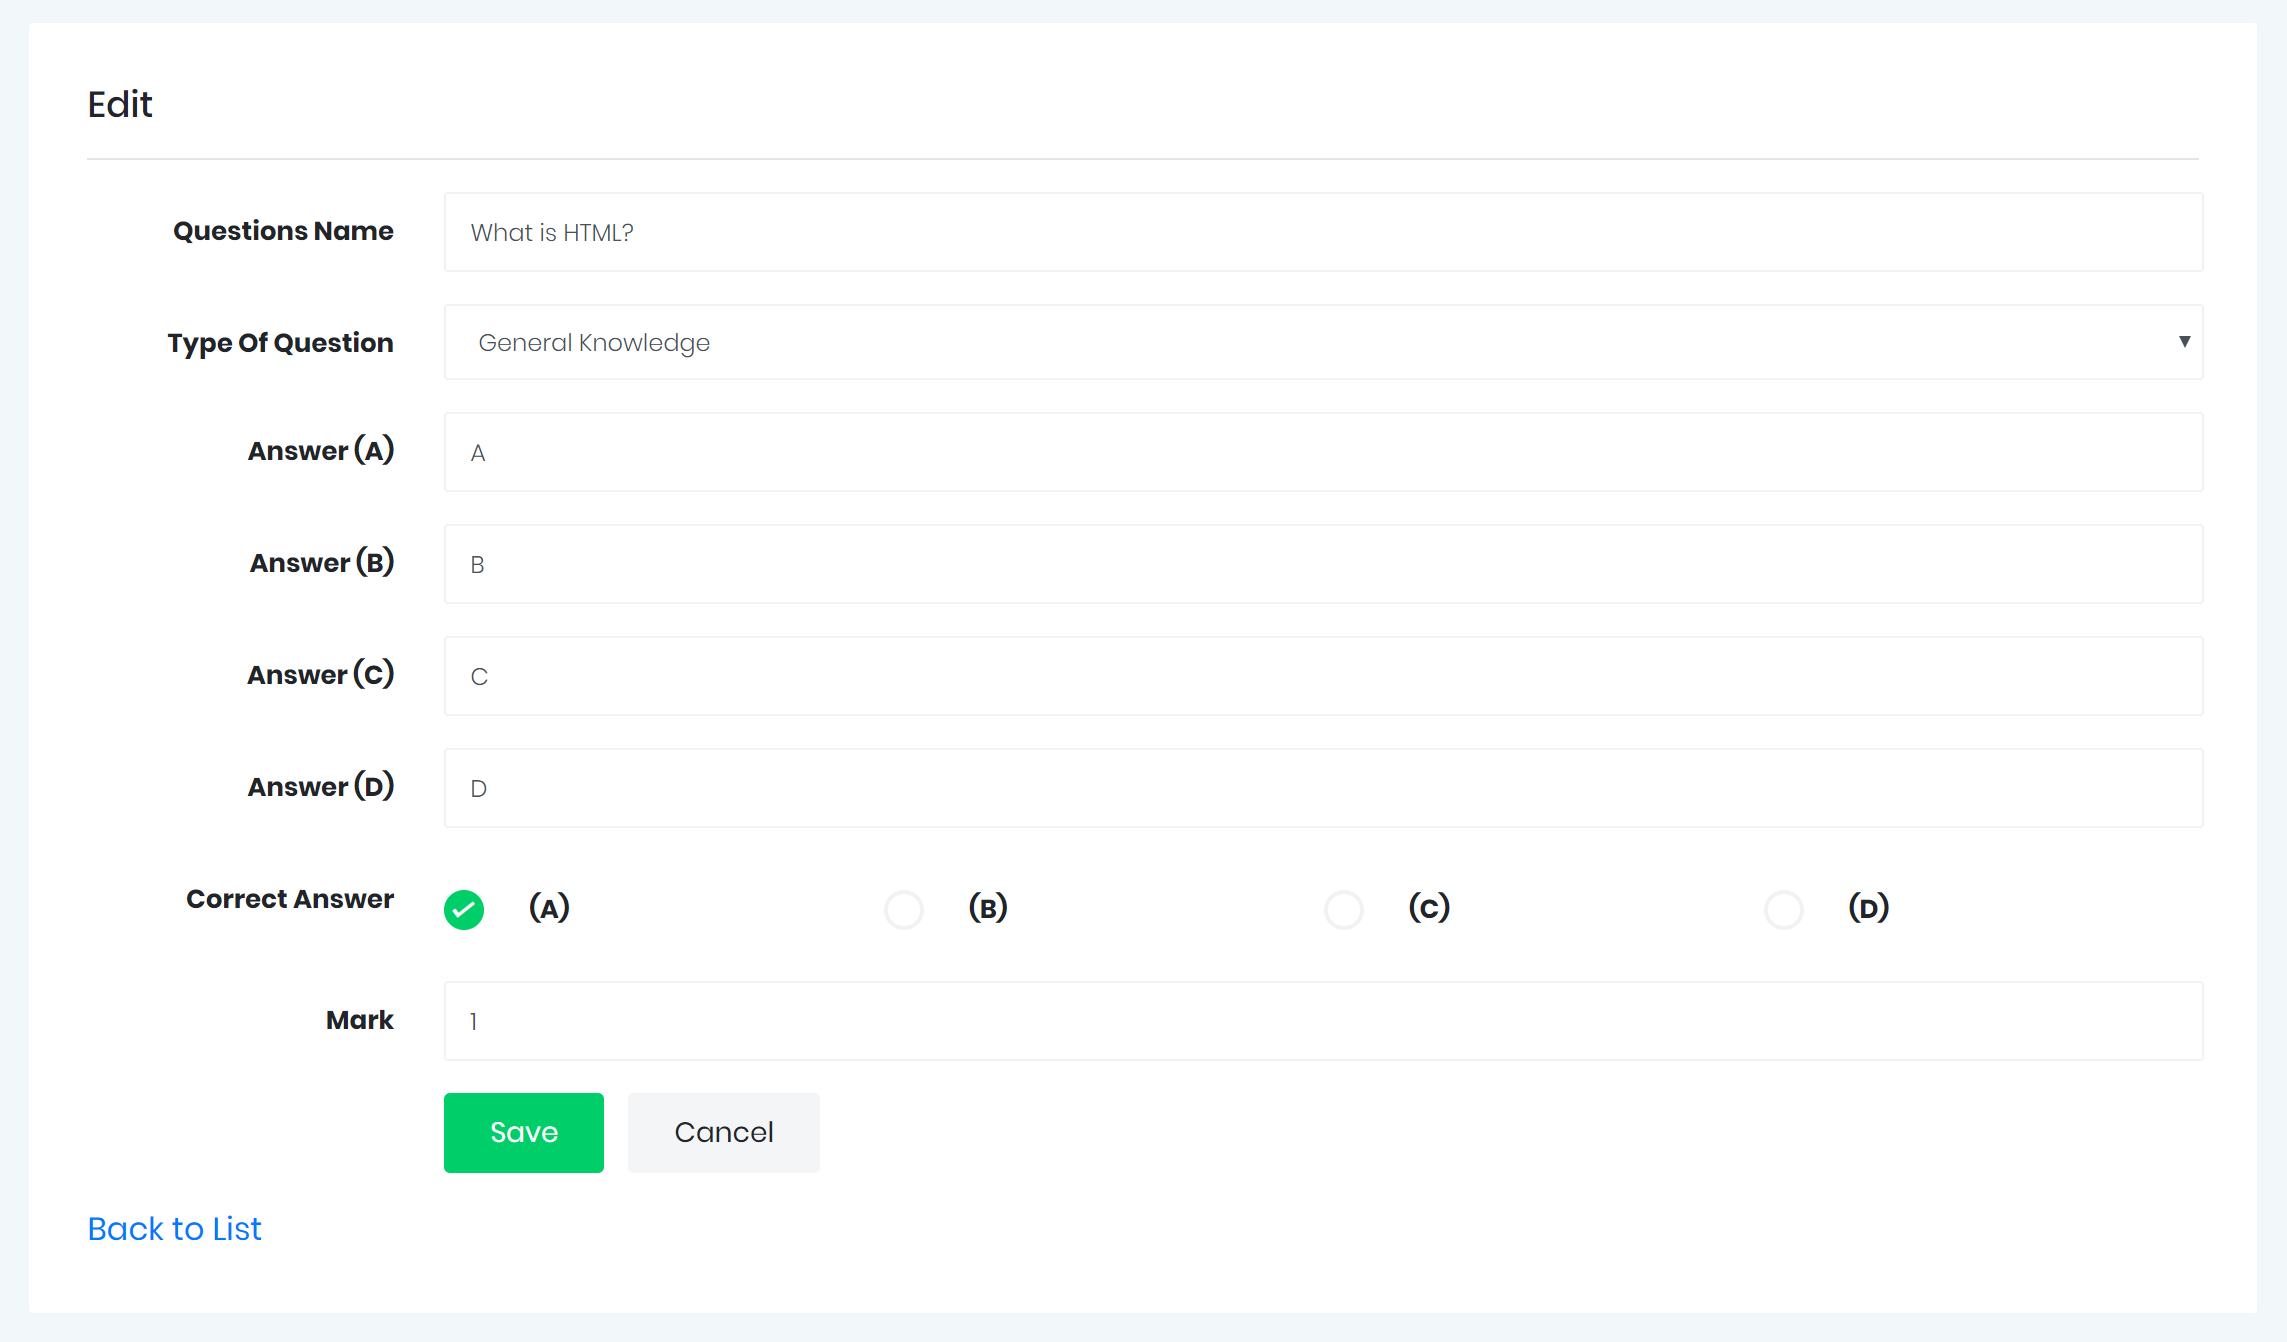 Edit
Questions Name What is HTML?
Type Of Question General Knowledge
Answer (A) A
Answer (B) B
Answer (C) C
Answer (D) D
Correct Answer (A) (B) (C) (D)
Mark 1
Save Cancel
Back to List